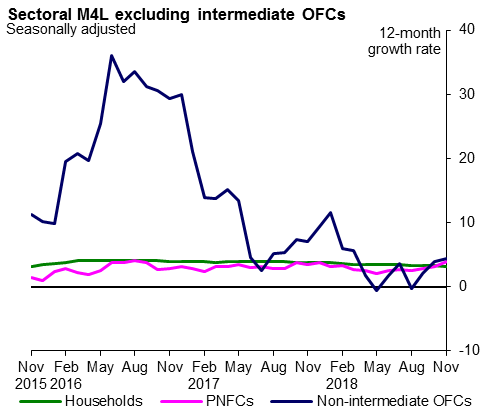 Sectoral M4L excluding intermediate OFCs
Seasonally adjusted
12-month
growth rate
40
30
20
10
0
-10
Nov Feb May Aug Nov Feb May Aug Nov Feb May Aug Nov
2015 2016 2017 2018
Households PNFCs Non-intermediate OFCs